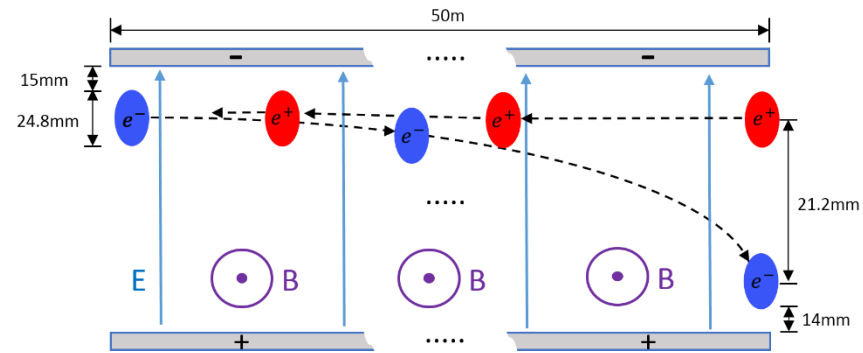 50m
- ..... -
15mm
24.8mm
e⁻ e⁺ e⁻ e⁺ e⁺
21.2mm
.....
E B B B e⁻
14mm
+ ..... +